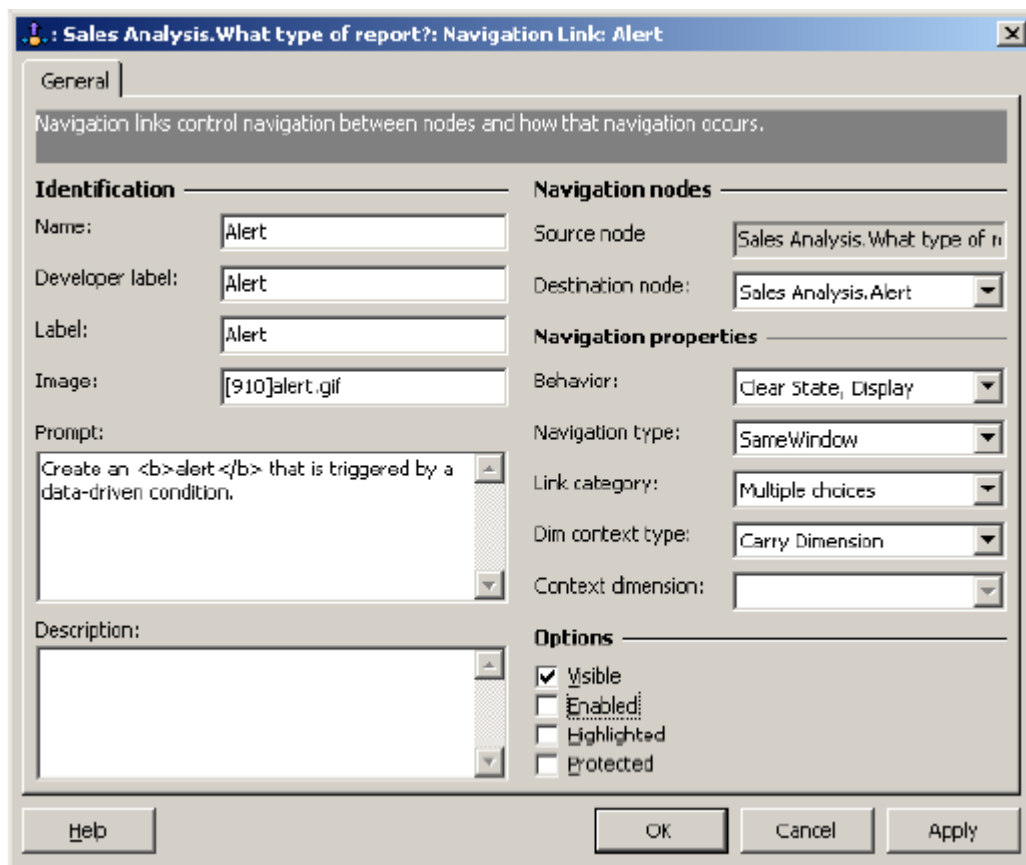 : Sales Analysis.What type of report?: Navigation Link: Alert
General
Navigation links control navigation between nodes and how that navigation occurs.
Identification
Name:
Alert
Developer label:
Alert
Label:
Alert
Image:
[910]alert.gif
Prompt:
Create an <b>alert</b> that is triggered by a
data-driven condition.
Description:
Navigation nodes
Source node
Sales Analysis.What type of r
Destination node:
Sales Analysis.Alert
Navigation properties
Behavior:
Clear State, Display
Navigation type:
SameWindow
Link category:
Multiple choices
Dim context type:
Carry Dimension
Context dimension:
Options
Visible
Enabled
Highlighted
Protected
Help
OK
Cancel
Apply